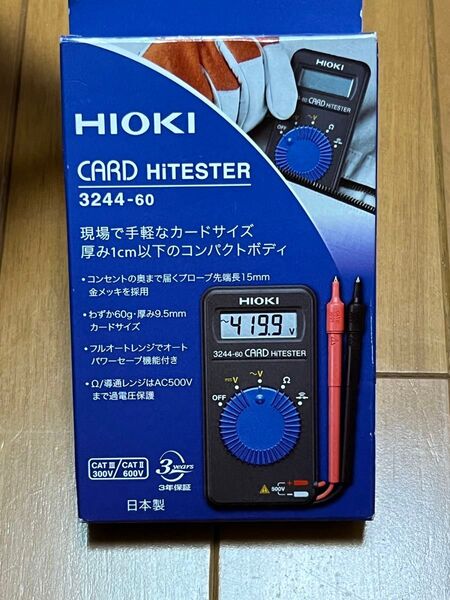 HIOKI
CARD HiTESTER
3244-60
現場で手軽なカードサイズ
厚み1cm以下のコンパクトボディ
・コンセントの奥まで届くプローブ先端長15mm
金メッキを採用
・わずか60g・厚み9.5mm
カードサイズ
・フルオートレンジでオート
パワーセーブ機能付き
・Ω/導通レンジはAC500V
まで過電圧保護
CAT Ⅲ 300V / CAT Ⅱ 600V
3 years
3年保証
日本製
HIOKI
-60 CARD HiTESTER
OFF
V
~V
Ω
HIOKI
~419.9 V
3244-60 CARD HiTESTER
OFF
V
~V
Ω
500V
+
−